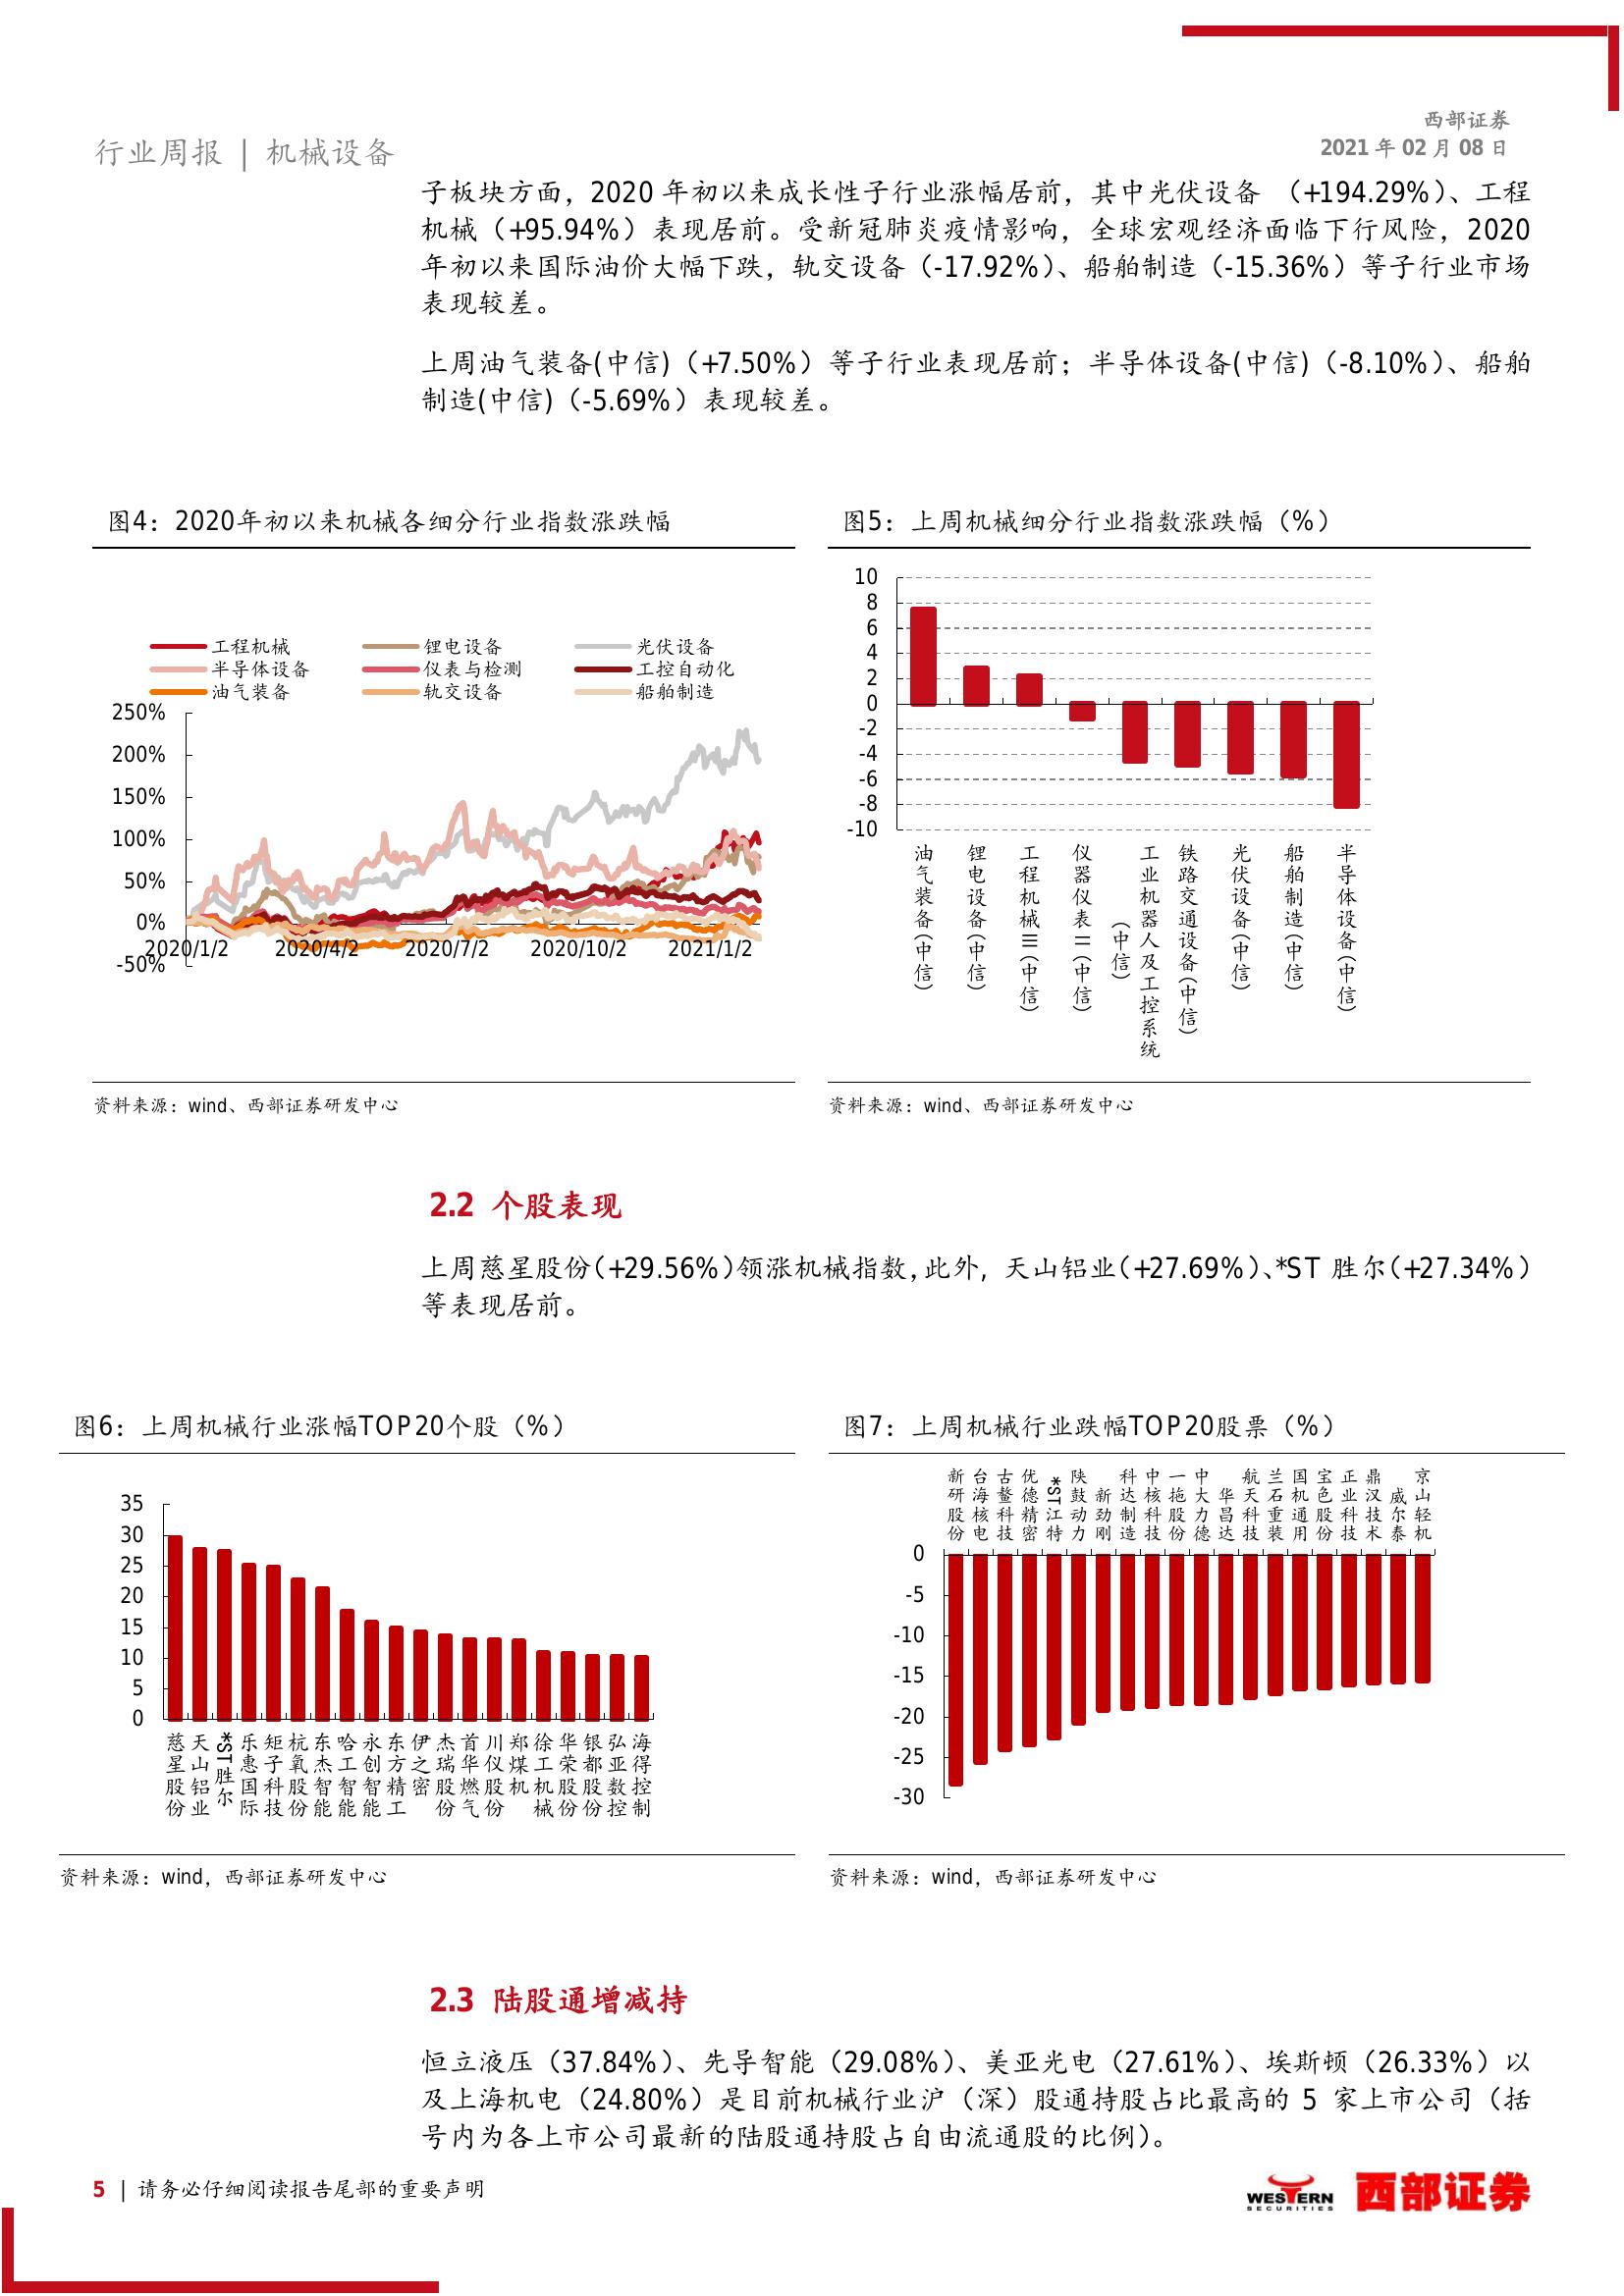 西部证券
2021 年 02 月 08 日
行业周报 | 机械设备
子板块方面，2020 年初以来成长性子行业涨幅居前，其中光伏设备 （+194.29%）、工程
机械（+95.94%）表现居前。受新冠肺炎疫情影响，全球宏观经济面临下行风险，2020
年初以来国际油价大幅下跌，轨交设备（-17.92%）、船舶制造（-15.36%）等子行业市场
表现较差。
上周油气装备(中信)（+7.50%）等子行业表现居前；半导体设备(中信)（-8.10%）、船舶
制造(中信)（-5.69%）表现较差。
图4：2020年初以来机械各细分行业指数涨跌幅
工程机械 锂电设备 光伏设备
半导体设备 仪表与检测 工控自动化
油气装备 轨交设备 船舶制造
250%
200%
150%
100%
50%
0%
-50%
2020/1/2 2020/4/2 2020/7/2 2020/10/2 2021/1/2
资料来源：wind、西部证券研发中心
图5：上周机械细分行业指数涨跌幅（%）
10
8
6
4
2
0
-2
-4
-6
-8
-10
油气装备(中信)
锂电设备(中信)
工程机械III(中信)
仪器仪表II(中信)
工业机器人及工控系统
(中信)
铁路交通设备(中信)
光伏设备(中信)
船舶制造(中信)
半导体设备(中信)
资料来源：wind、西部证券研发中心
2.2 个股表现
上周慈星股份（+29.56%）领涨机械指数，此外，天山铝业（+27.69%）、*ST 胜尔（+27.34%）
等表现居前。
图6：上周机械行业涨幅TOP20个股（%）
35
30
25
20
15
10
5
0
慈星股份
天山铝业
*ST胜尔
乐惠国际
矩子科技
杭氧股份
东杰智能
哈工智能
永创智能
东方精工
伊之密
杰瑞股份
首华燃气
川仪股份
郑煤机
徐工机械
华荣股份
银都股份
弘亚数控
海得控制
资料来源：wind，西部证券研发中心
图7：上周机械行业跌幅TOP20股票（%）
新研股份
台海核电
古鳌科技
优德精密
*ST江特
陕鼓动力
新劲刚
科达制造
中核科技
一拖股份
中大力德
华昌达
航天科技
兰石重装
国机通用
宝色股份
正业科技
鼎汉技术
威尔泰
京山轻机
0
-5
-10
-15
-20
-25
-30
资料来源：wind，西部证券研发中心
2.3 陆股通增减持
恒立液压（37.84%）、先导智能（29.08%）、美亚光电（27.61%）、埃斯顿（26.33%）以
及上海机电（24.80%）是目前机械行业沪（深）股通持股占比最高的 5 家上市公司（括
号内为各上市公司最新的陆股通持股占自由流通股的比例）。
5 | 请务必仔细阅读报告尾部的重要声明
WESTERN
SECURITIES
西部证券